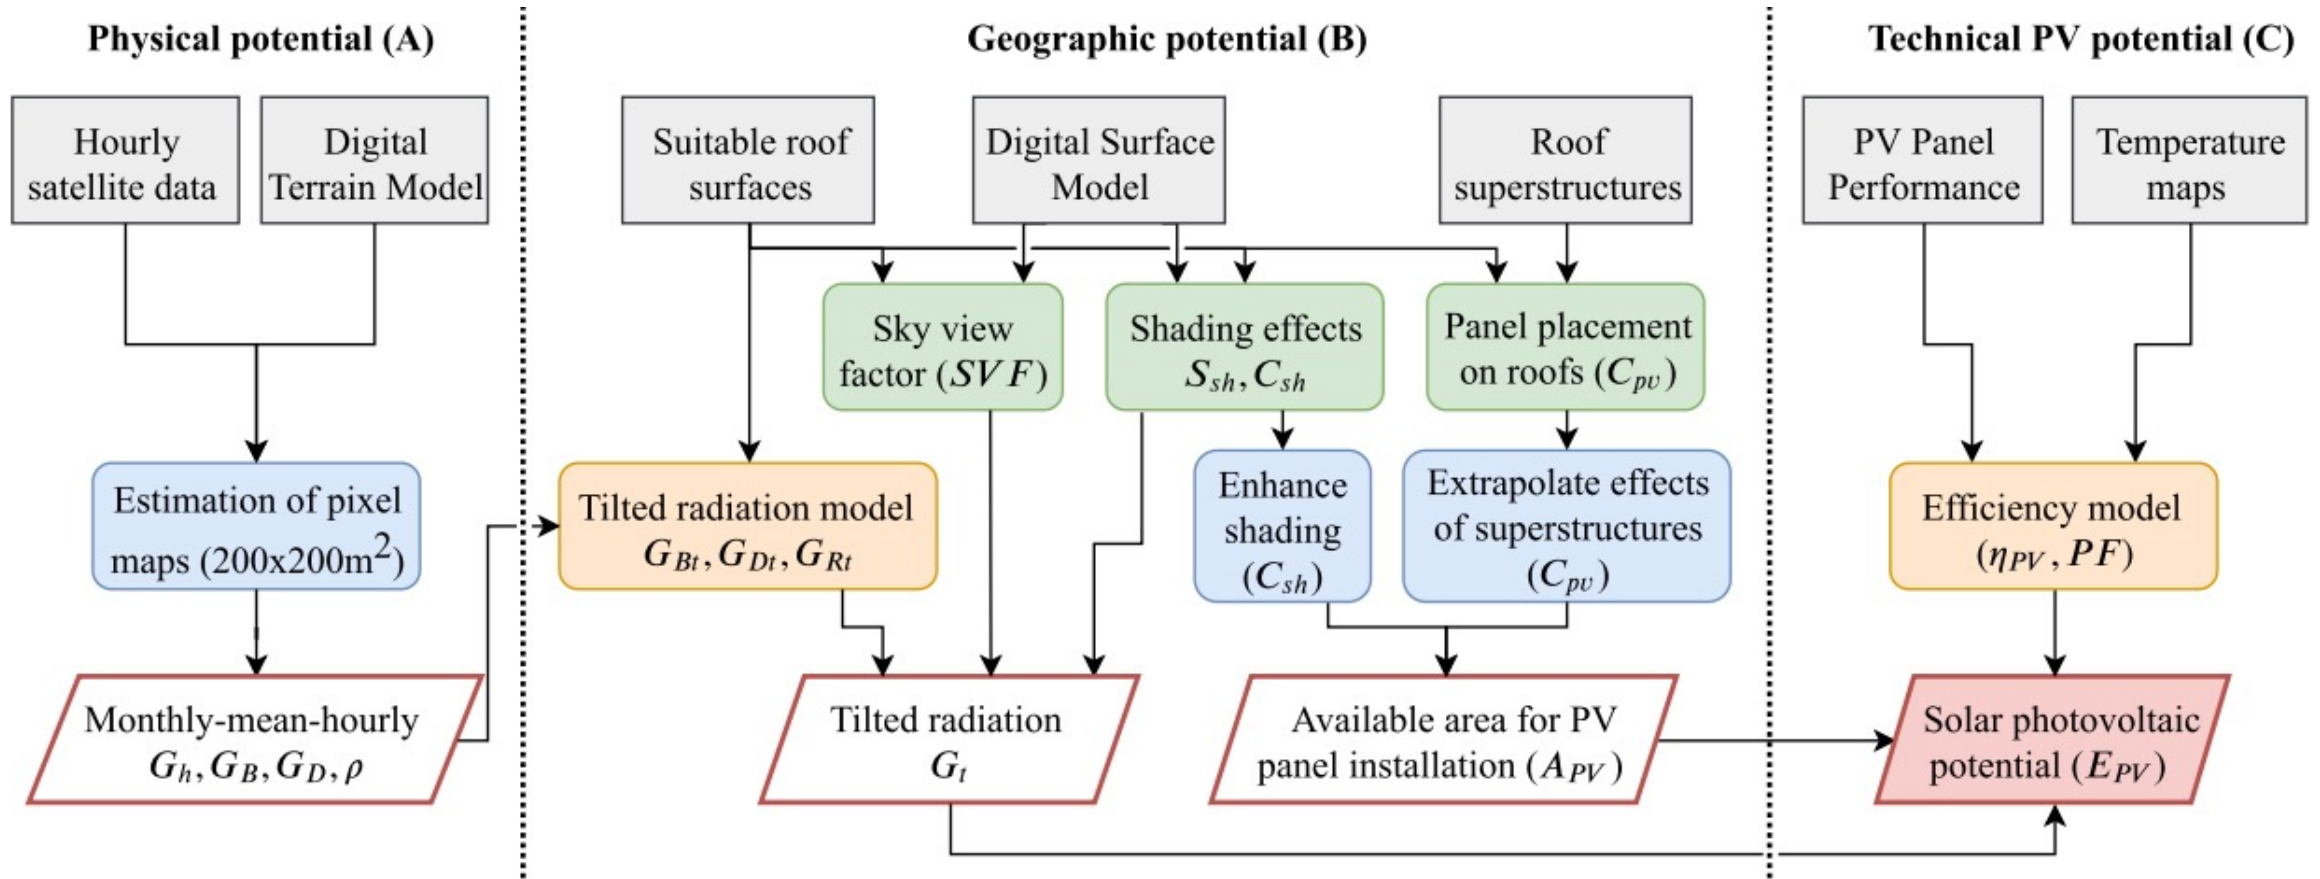 Physical potential (A)
Hourly
satellite data
Digital
Terrain Model
Estimation of pixel
maps (200x200m²)
Monthly-mean-hourly
G_h, G_B, G_D, ρ
Geographic potential (B)
Suitable roof
surfaces
Digital Surface
Model
Roof
superstructures
Sky view
factor (SVF)
Shading effects
S_sh, C_sh
Panel placement
on roofs (C_pv)
Tilted radiation model
G_Bt, G_Dt, G_Rt
Enhance
shading
(C_sh)
Extrapolate effects
of superstructures
(C_pv)
Tilted radiation
G_t
Available area for PV
panel installation (A_PV)
Technical PV potential (C)
PV Panel
Performance
Temperature
maps
Efficiency model
(η_PV, PF)
Solar photovoltaic
potential (E_PV)